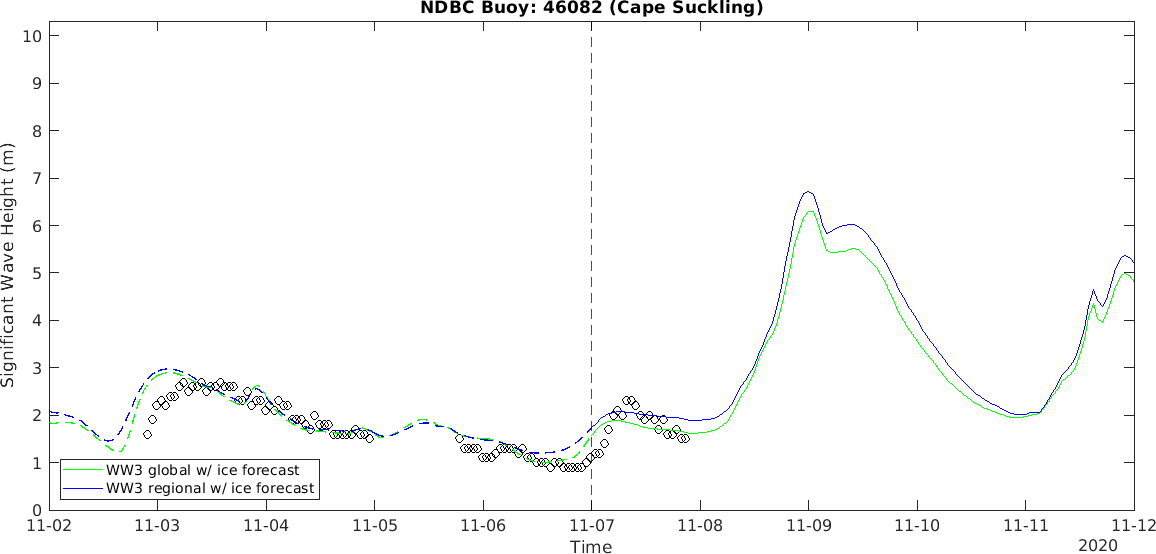 NDBC Buoy: 46082 (Cape Suckling)
Significant Wave Height (m)
10
9
8
7
6
5
4
3
2
1
0
WW3 global w/ ice forecast
WW3 regional w/ ice forecast
11-02 11-03 11-04 11-05 11-06 11-07 11-08 11-09 11-10 11-11 11-12
Time
2020